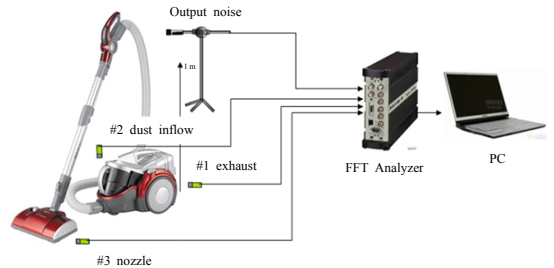 Output noise
1 m
#2 dust inflow
#1 exhaust
FFT Analyzer
PC
#3 nozzle